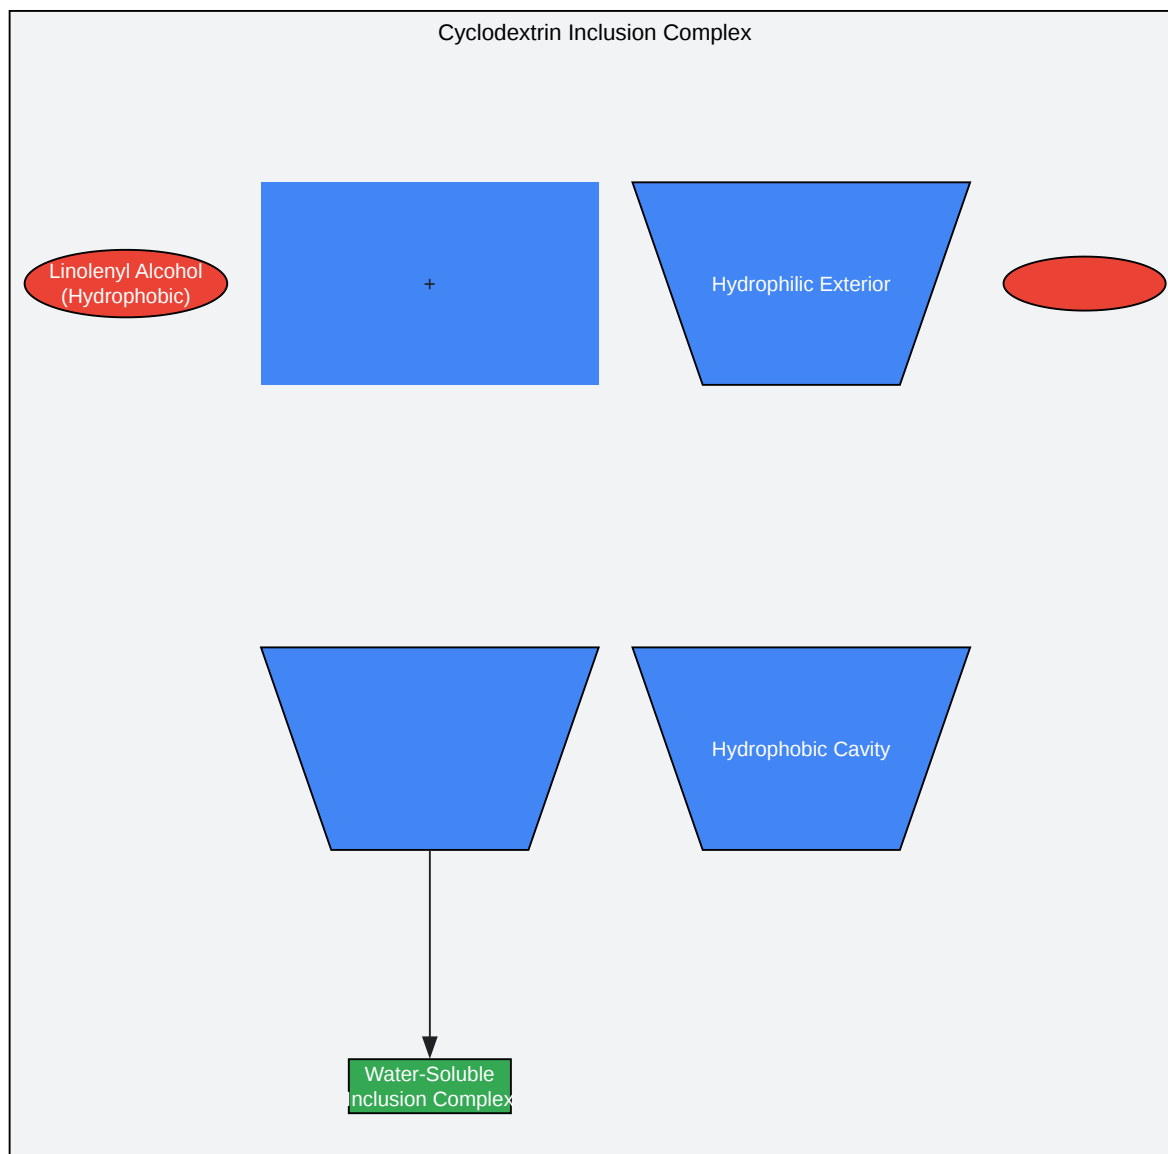 Cyclodextrin Inclusion Complex
Linolenyl Alcohol
(Hydrophobic)
+
Hydrophilic Exterior
Hydrophobic Cavity
Water-Soluble
Inclusion Complex